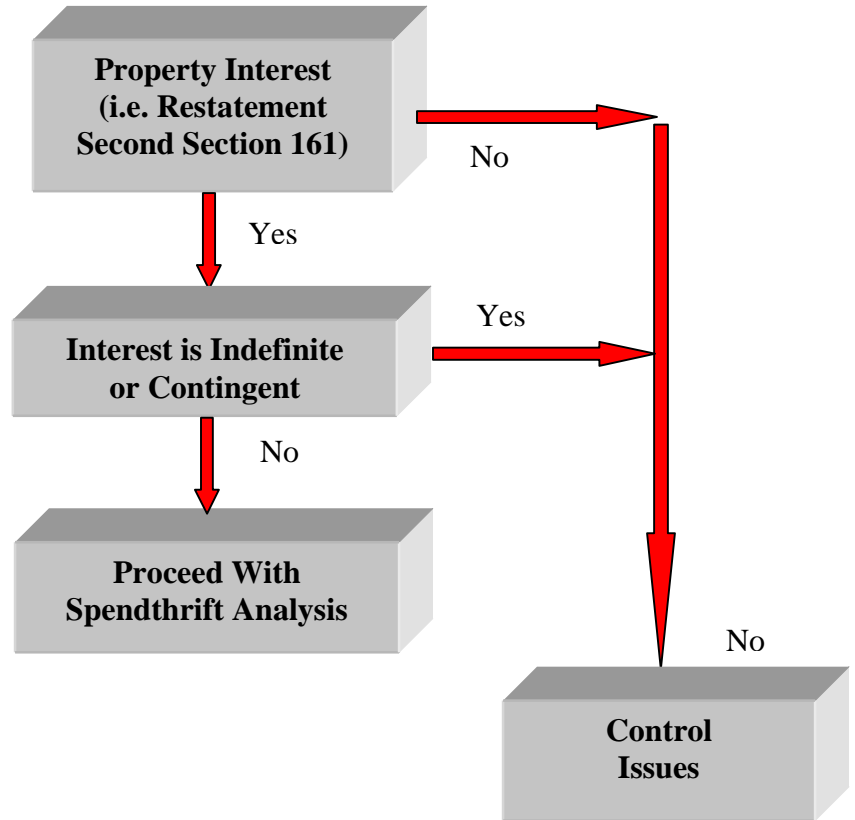 Property Interest
(i.e. Restatement
Second Section 161)
No
Yes
Interest is Indefinite
or Contingent
Yes
No
Proceed With
Spendthrift Analysis
No
Control
Issues